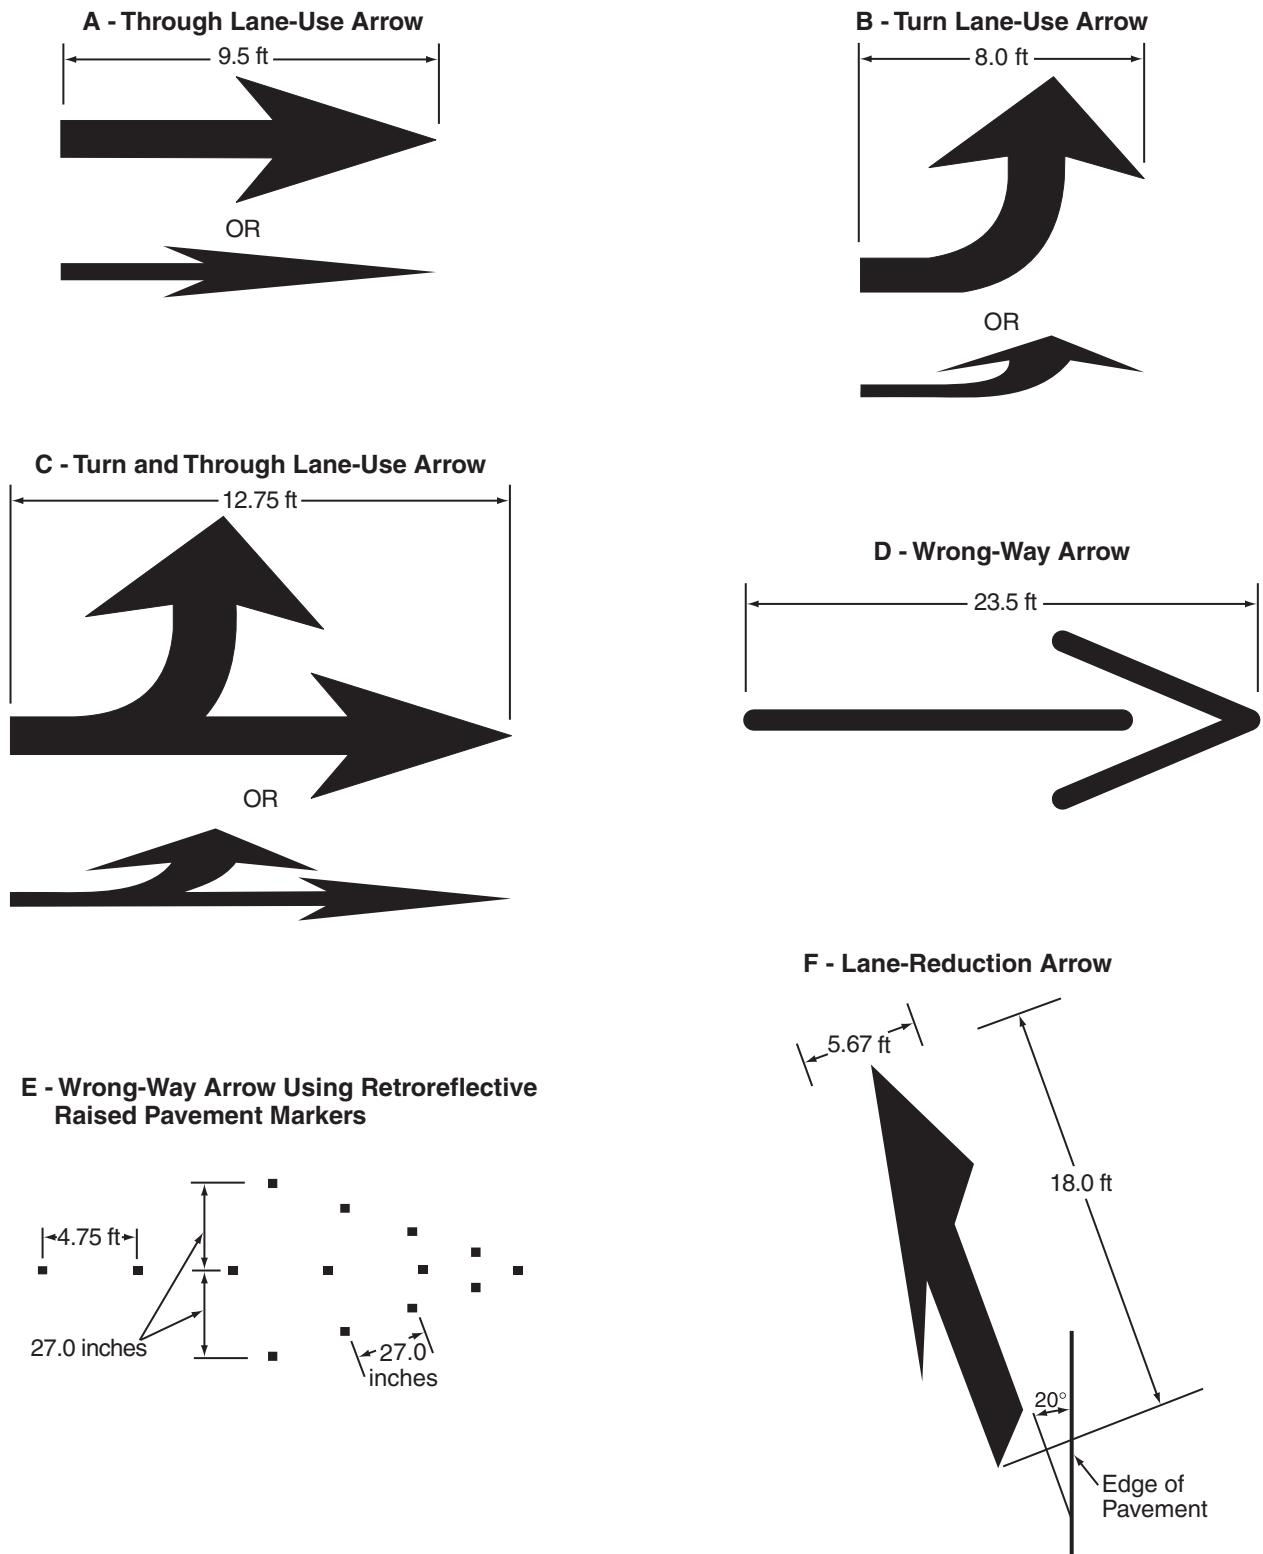 A - Through Lane-Use Arrow
9.5 ft
OR
B - Turn Lane-Use Arrow
8.0 ft
OR
C - Turn and Through Lane-Use Arrow
12.75 ft
OR
D - Wrong-Way Arrow
23.5 ft
E - Wrong-Way Arrow Using Retroreflective
Raised Pavement Markers
4.75 ft
27.0 inches
27.0
inches
F - Lane-Reduction Arrow
5.67 ft
18.0 ft
20°
Edge of
Pavement